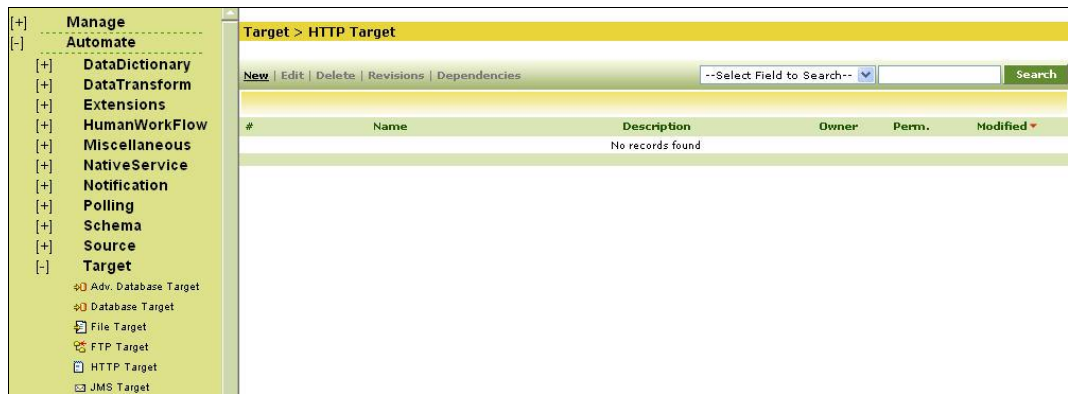 [+] Manage
[-] Automate
[+] DataDictionary
[+] DataTransform
[+] Extensions
[+] HumanWorkFlow
[+] Miscellaneous
[+] NativeService
[+] Notification
[+] Polling
[+] Schema
[+] Source
[-] Target
Adv. Database Target
Database Target
File Target
FTP Target
HTTP Target
JMS Target
Target > HTTP Target
New | Edit | Delete | Revisions | Dependencies --Select Field to Search-- Search
# Name Description Owner Perm. Modified
No records found